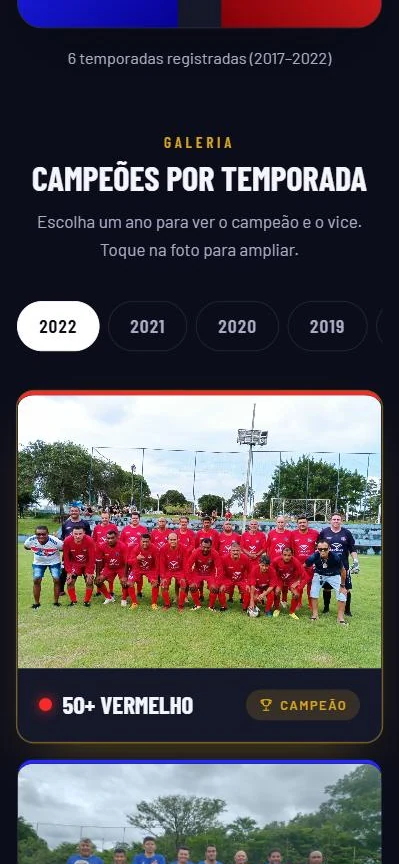 6 temporadas registradas (2017–2022)
GALERIA
CAMPEÕES POR TEMPORADA
Escolha um ano para ver o campeão e o vice.
Toque na foto para ampliar.
2022 2021 2020 2019
50+ VERMELHO CAMPEÃO